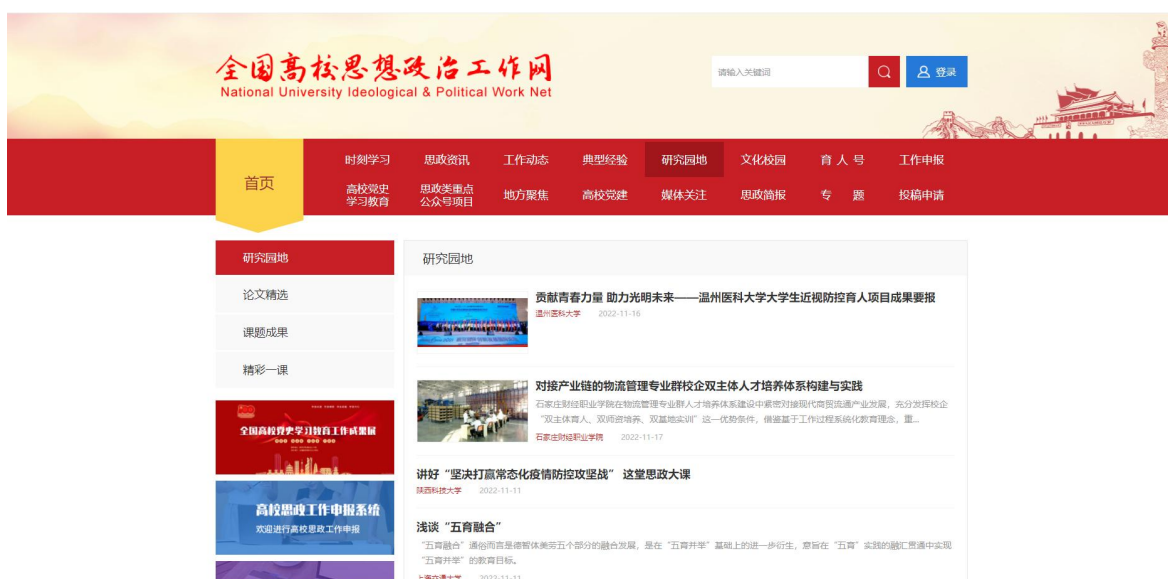 全国高校思想政治工作网
National University Ideological & Political Work Net
请输入关键词
登录
首页
时刻学习 思政资讯 工作动态 典型经验 研究园地 文化校园 育人号 工作申报
高校党史学习教育 思政类重点公众号项目 地方聚焦 高校党建 媒体关注 思政简报 专题 投稿申请
研究园地
论文精选
课题成果
精彩一课
全国高校党史学习教育工作成果展
高校思政工作申报系统
欢迎进行高校思政工作申报
研究园地
贡献青春力量 助力光明未来——温州医科大学大学生近视防控育人项目成果要报
温州医科大学 2022-11-16
对接产业链的物流管理专业群校企双主体人才培养体系构建与实践
石家庄财经职业学院在物流管理专业群人才培养体系建设中紧密对接现代商贸流通产业发展，充分发挥校企
“双主体育人、双师资培养、双基地实训”这一优势条件，借鉴基于工作过程系统化教育理念，重...
石家庄财经职业学院 2022-11-17
讲好“坚决打赢常态化疫情防控攻坚战” 这堂思政大课
陕西科技大学 2022-11-11
浅谈“五育融合”
“五育融合”通俗而言是德智体美劳五个部分的融合发展，是在“五育并举”基础上的进一步衍生，意旨在“五育”实践的融汇贯通中实现
“五育并举”的教育目标。
上海交通大学 2022-11-11